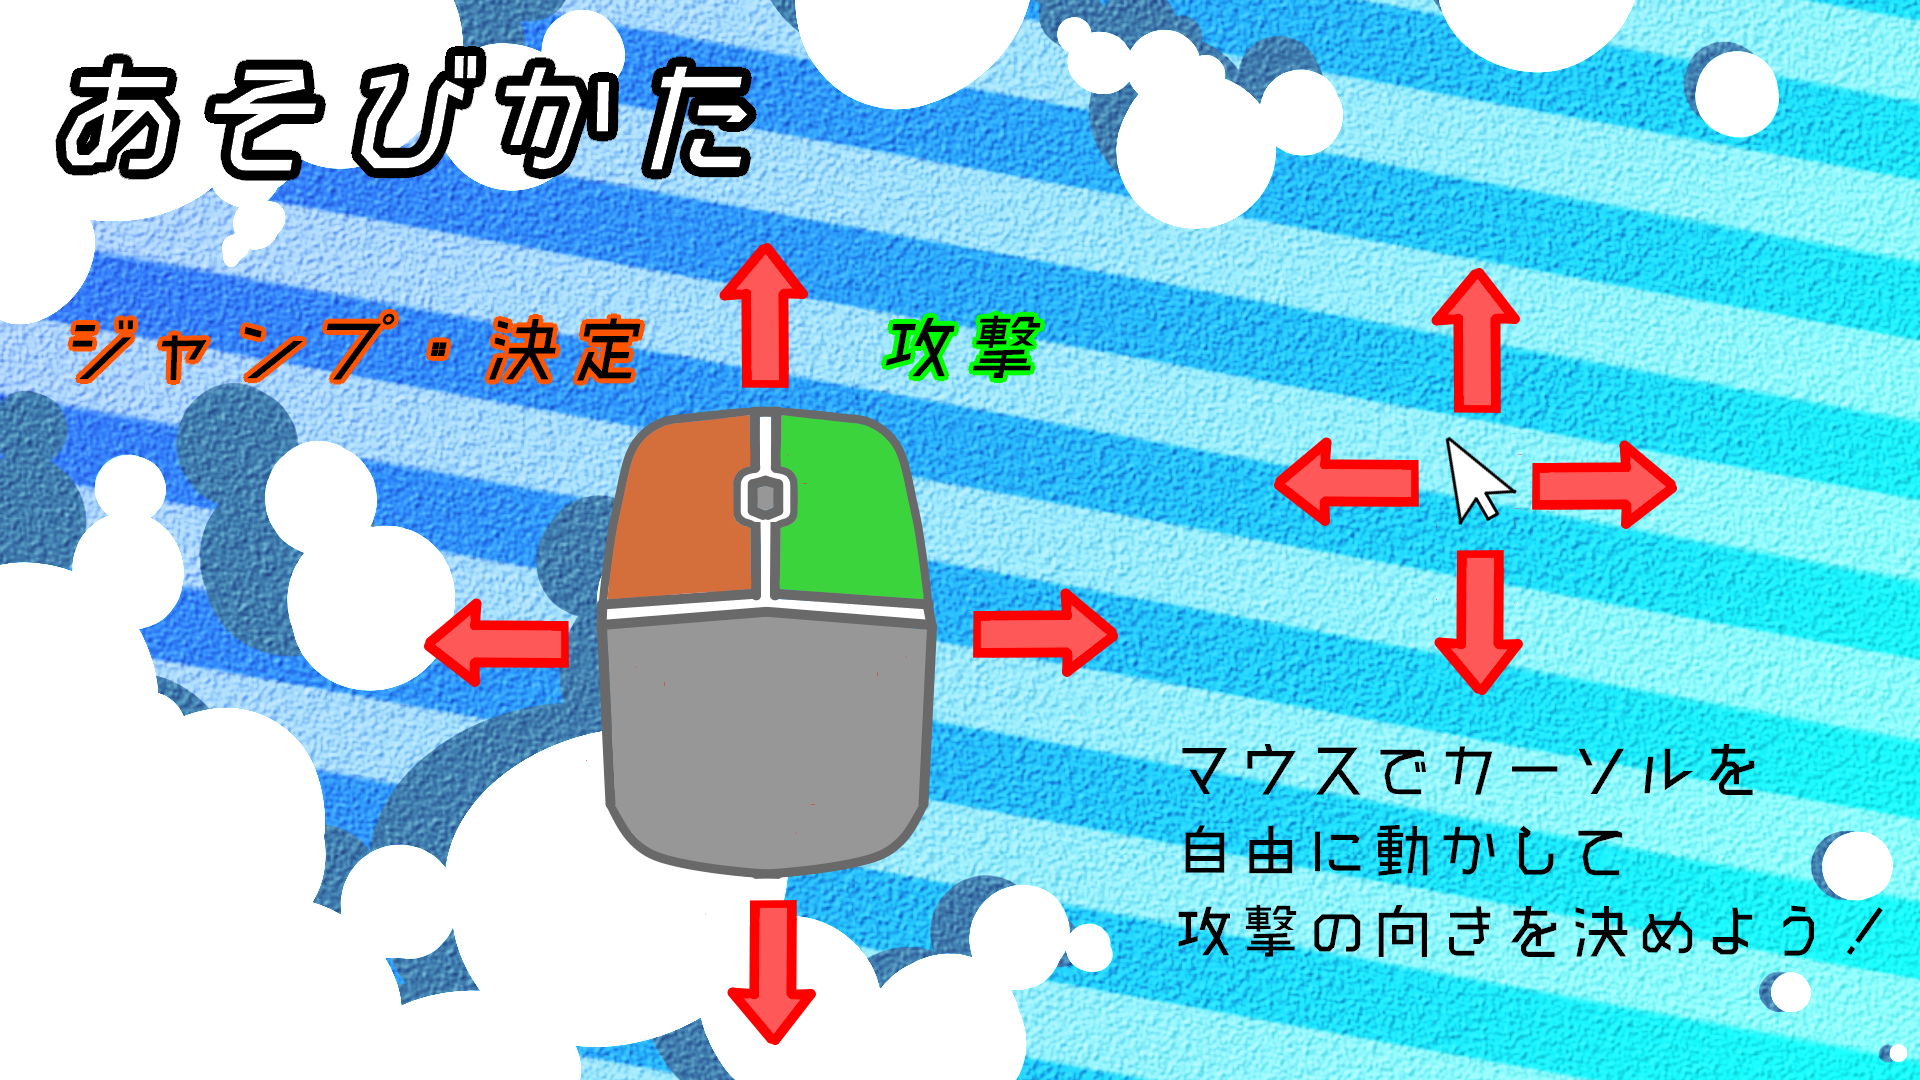 あそびかた
ジャンプ・決定
攻撃
マウスでカーソルを
自由に動かして
攻撃の向きを決めよう！